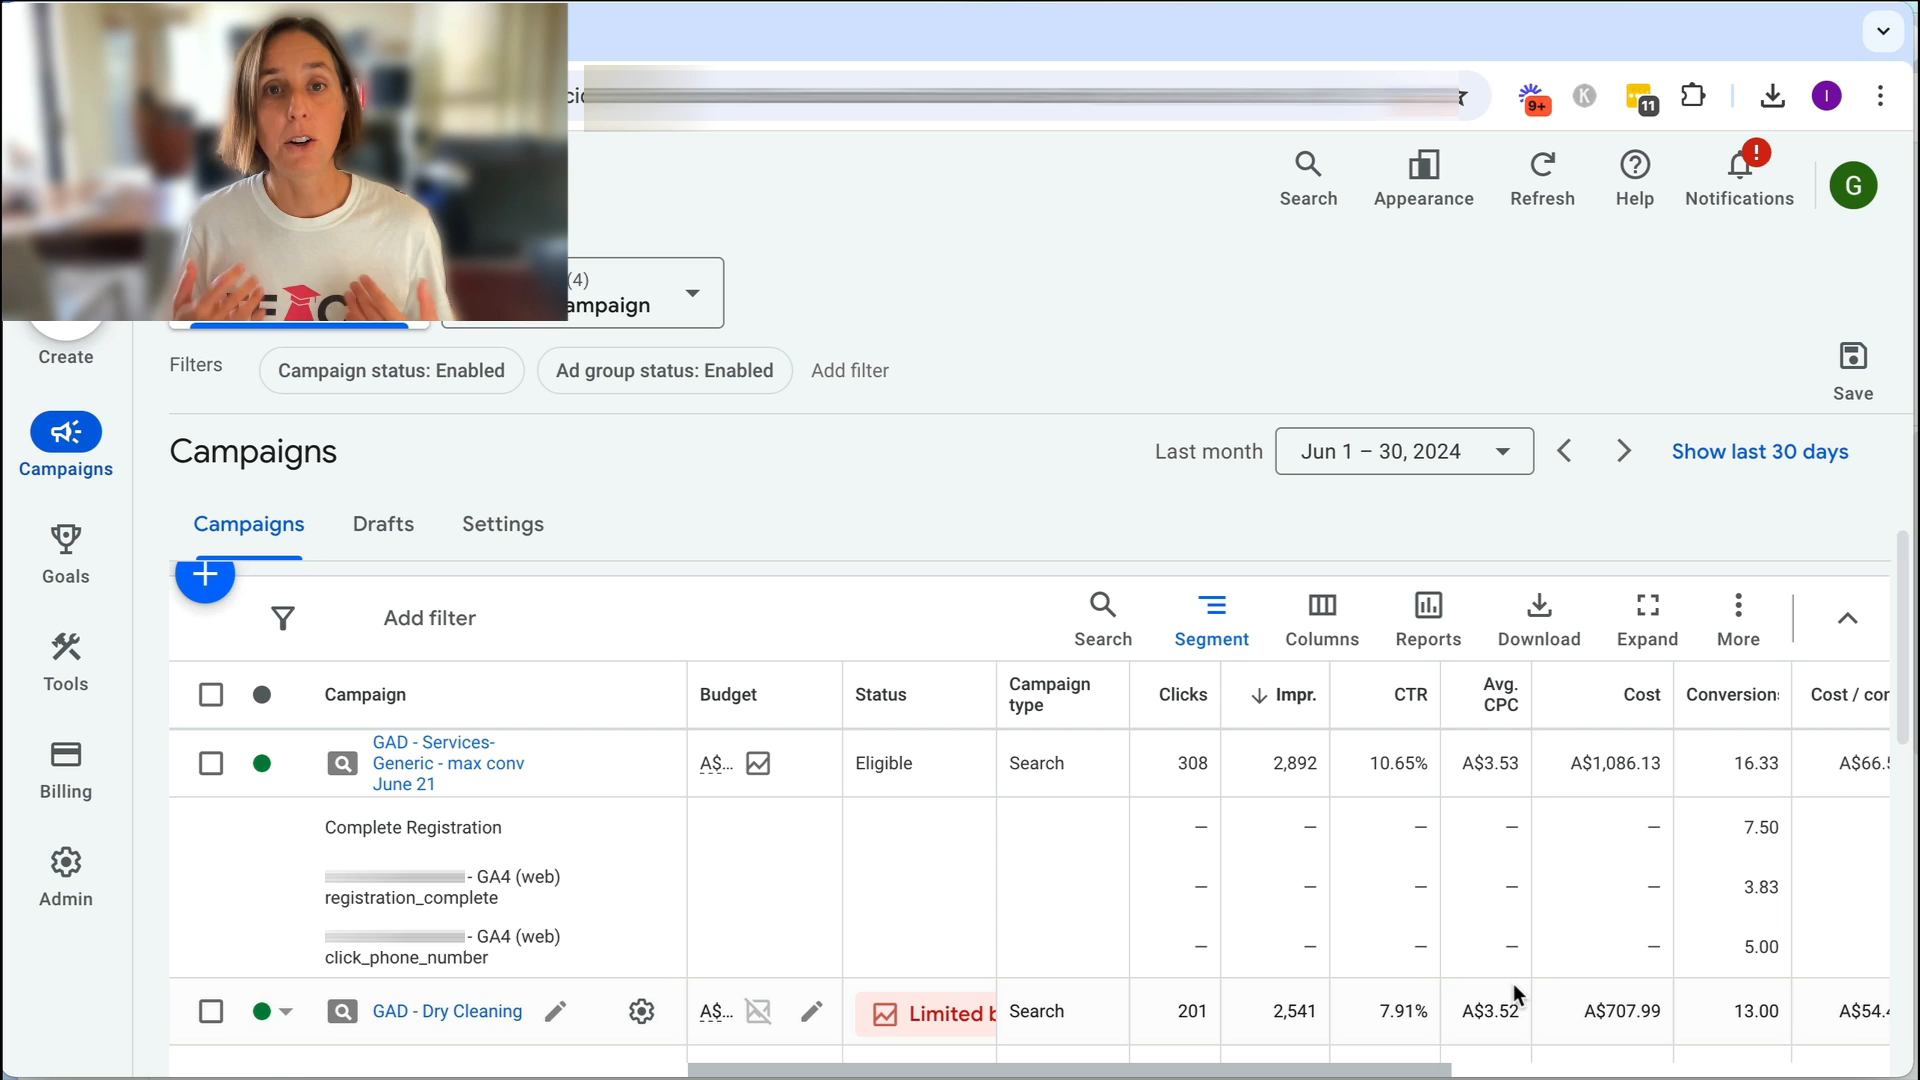 9+
K
11
I
Search
Appearance
Refresh
Help
!
Notifications
G
(4)
Create
Filters
Campaign status: Enabled
Ad group status: Enabled
Add filter
Save
Campaigns
Campaigns
Last month
Jun 1 – 30, 2024
Show last 30 days
Campaigns
Drafts
Settings
Goals
Add filter
Search
Segment
Columns
Reports
Download
Expand
More
Tools
Campaign
Budget
Status
Campaign
type
Clicks
Impr.
CTR
Avg.
CPC
Cost
GAD - Services-
Generic - max conv
June 21
A$...
Eligible
Search
308
2,892
10.65%
A$3.53
A$1,086.13
16.33
Billing
Complete Registration
— — — — — 7.50
- GA4 (web)
registration_complete
— — — — — 3.83
Admin
- GA4 (web)
click_phone_number
— — — — — 5.00
GAD - Dry Cleaning
A$...
Limited
Search
201
2,541
7.91%
A$3.52
A$707.99
13.00